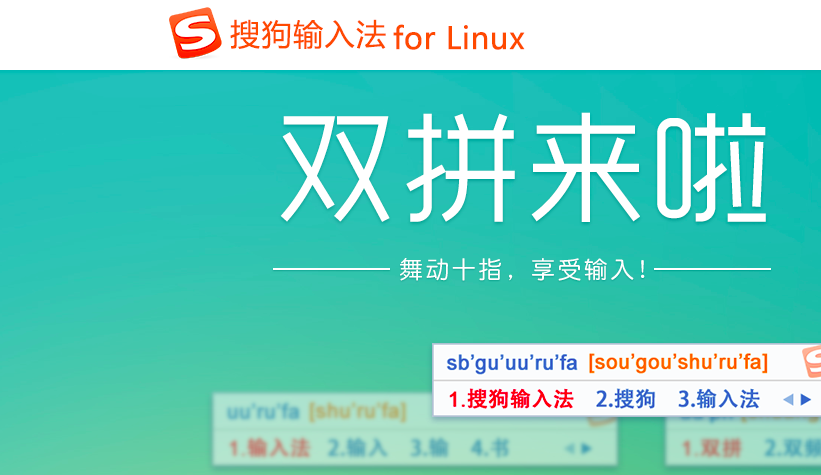 搜狗输入法 for Linux
双拼来啦
舞动十指，享受输入！
sb'gu'uu'ru'fa [sou'gou'shu'ru'fa]
1.搜狗输入法 2.搜狗 3.输入法
uu'ru'fa [shu'ru'fa]
1.输入法 2.输入 3.输 4.书
1.双拼 2.双频